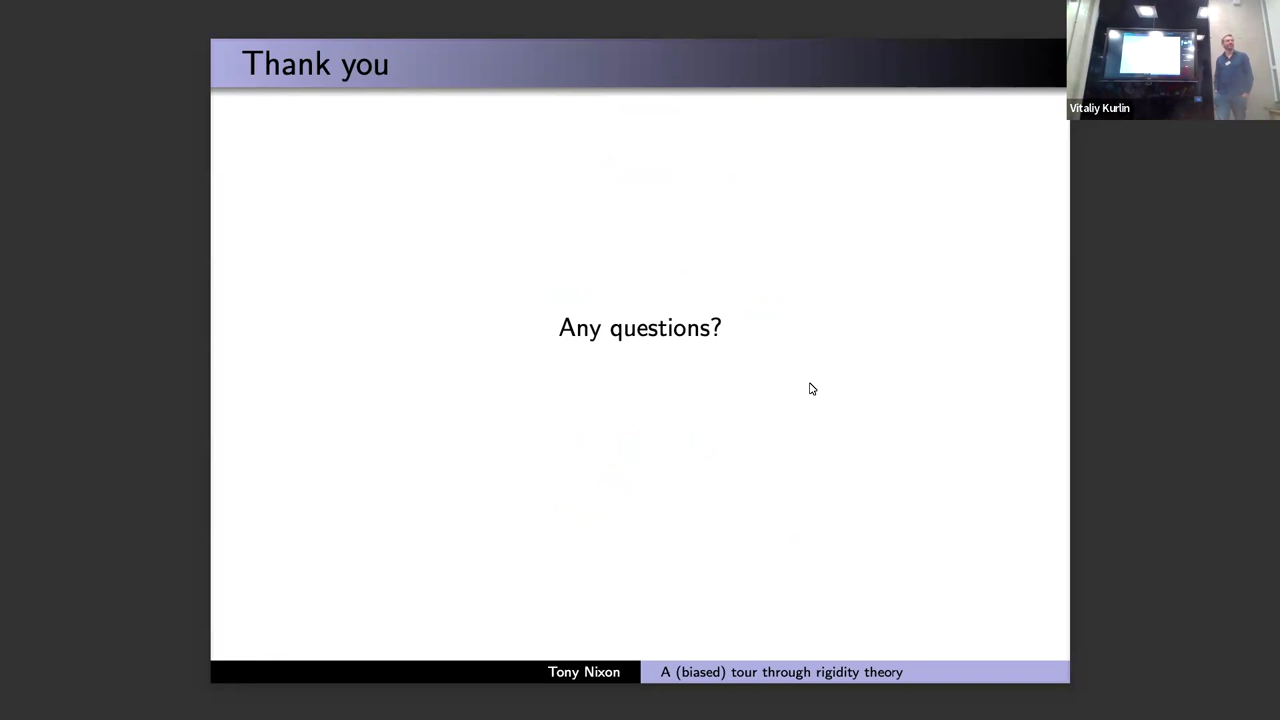 Thank you
Vitaliy Kurlin
Any questions?
Tony Nixon
A (biased) tour through rigidity theory